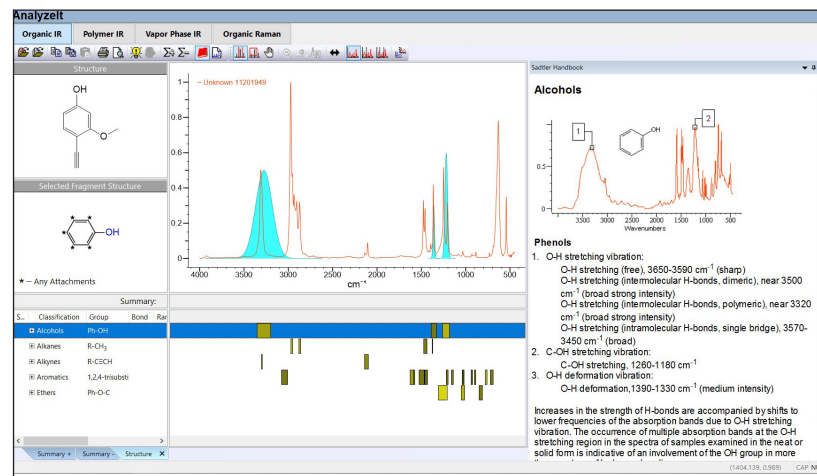 AnalyzeIt
Organic IR Polymer IR Vapor Phase IR Organic Raman
Structure
OH
O
Selected Fragment Structure
OH
★ – Any Attachments
– Unknown 11201949
1
0.8
0.6
0.4
0.2
0
4000 3500 3000 2500 2000 1500 1000 500
cm⁻¹
Summary:
S... Classification Group Bond Rar
Alcohols Ph-OH
Alkanes R-CH₃
Alkynes R-C≡CH
Aromatics 1,2,4-trisubsti
Ethers Ph-O-C
Summary + Summary - Structure X
Sadtler Handbook
Alcohols
1
OH
2
0.5
0
3500 3000 2500 2000 1500 1000 500
Wavenumbers
Phenols
1. O-H stretching vibration:
O-H stretching (free), 3650-3590 cm⁻¹ (sharp)
O-H stretching (intermolecular H-bonds, dimeric), near 3500
cm⁻¹ (broad strong intensity)
O-H stretching (intermolecular H-bonds, polymeric), near 3320
cm⁻¹ (broad strong intensity)
O-H stretching (intramolecular H-bonds, single bridge), 3570-
3450 cm⁻¹ (broad)
2. C-OH stretching vibration:
C-OH stretching, 1260-1180 cm⁻¹
3. O-H deformation vibration:
O-H deformation,1390-1330 cm⁻¹ (medium intensity)
Increases in the strength of H-bonds are accompanied by shifts to
lower frequencies of the absorption bands due to O-H stretching
vibration. The occurrence of multiple absorption bands at the O-H
stretching region in the spectra of samples examined in the neat or
solid form is indicative of an involvement of the OH group in more
(1404.139, 0.989) CAP